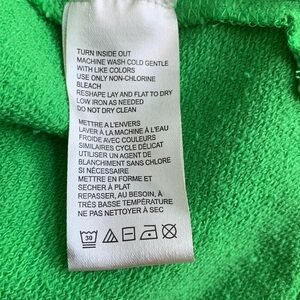 TURN INSIDE OUT
MACHINE WASH COLD GENTLE
WITH LIKE COLORS
USE ONLY NON-CHLORINE
BLEACH
RESHAPE LAY AND FLAT TO DRY
LOW IRON AS NEEDED
DO NOT DRY CLEAN
METTRE A L'ENVERS
LAVER À LA MACHINE À L'EAU
FROIDE AVEC COULEURS
SIMILAIRES CYCLE DÉLICAT
UTILISER UN AGENT DE
BLANCHIMENT SANS CHLORE
SI NÉCESSAIRE
METTRE EN FORME ET
SECHER À PLAT
REPASSER, AU BESOIN, À
TRÈS BASSE TEMPÉRATURE
NE PAS NETTOYER À SEC
30